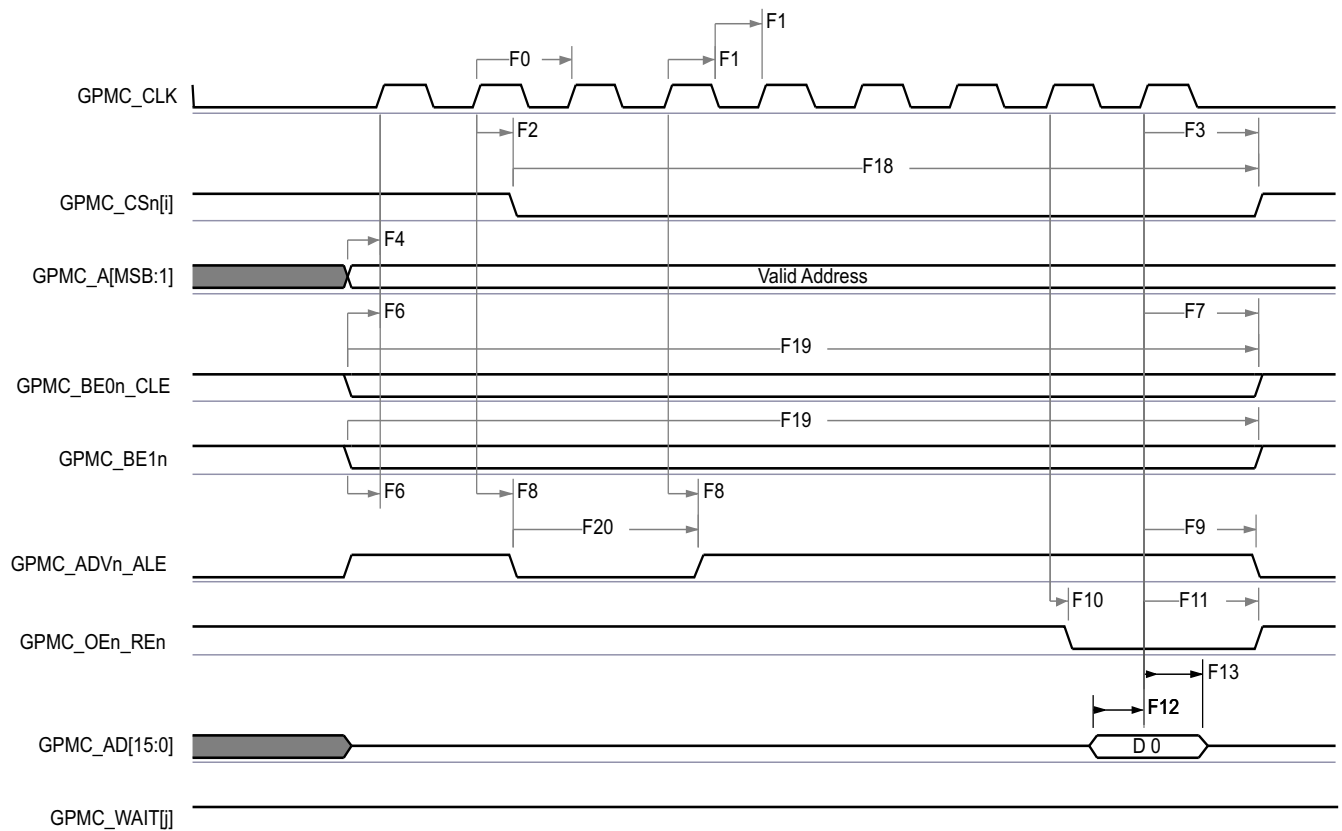 F1
F0
F1
GPMC_CLK
F2
F3
F18
GPMC_CSn[i]
F4
GPMC_A[MSB:1]
Valid Address
F6
F7
F19
GPMC_BE0n_CLE
F19
GPMC_BE1n
F6
F8
F8
F20
F9
GPMC_ADVn_ALE
F10
F11
GPMC_OEn_REn
F13
F12
GPMC_AD[15:0]
D 0
GPMC_WAIT[j]